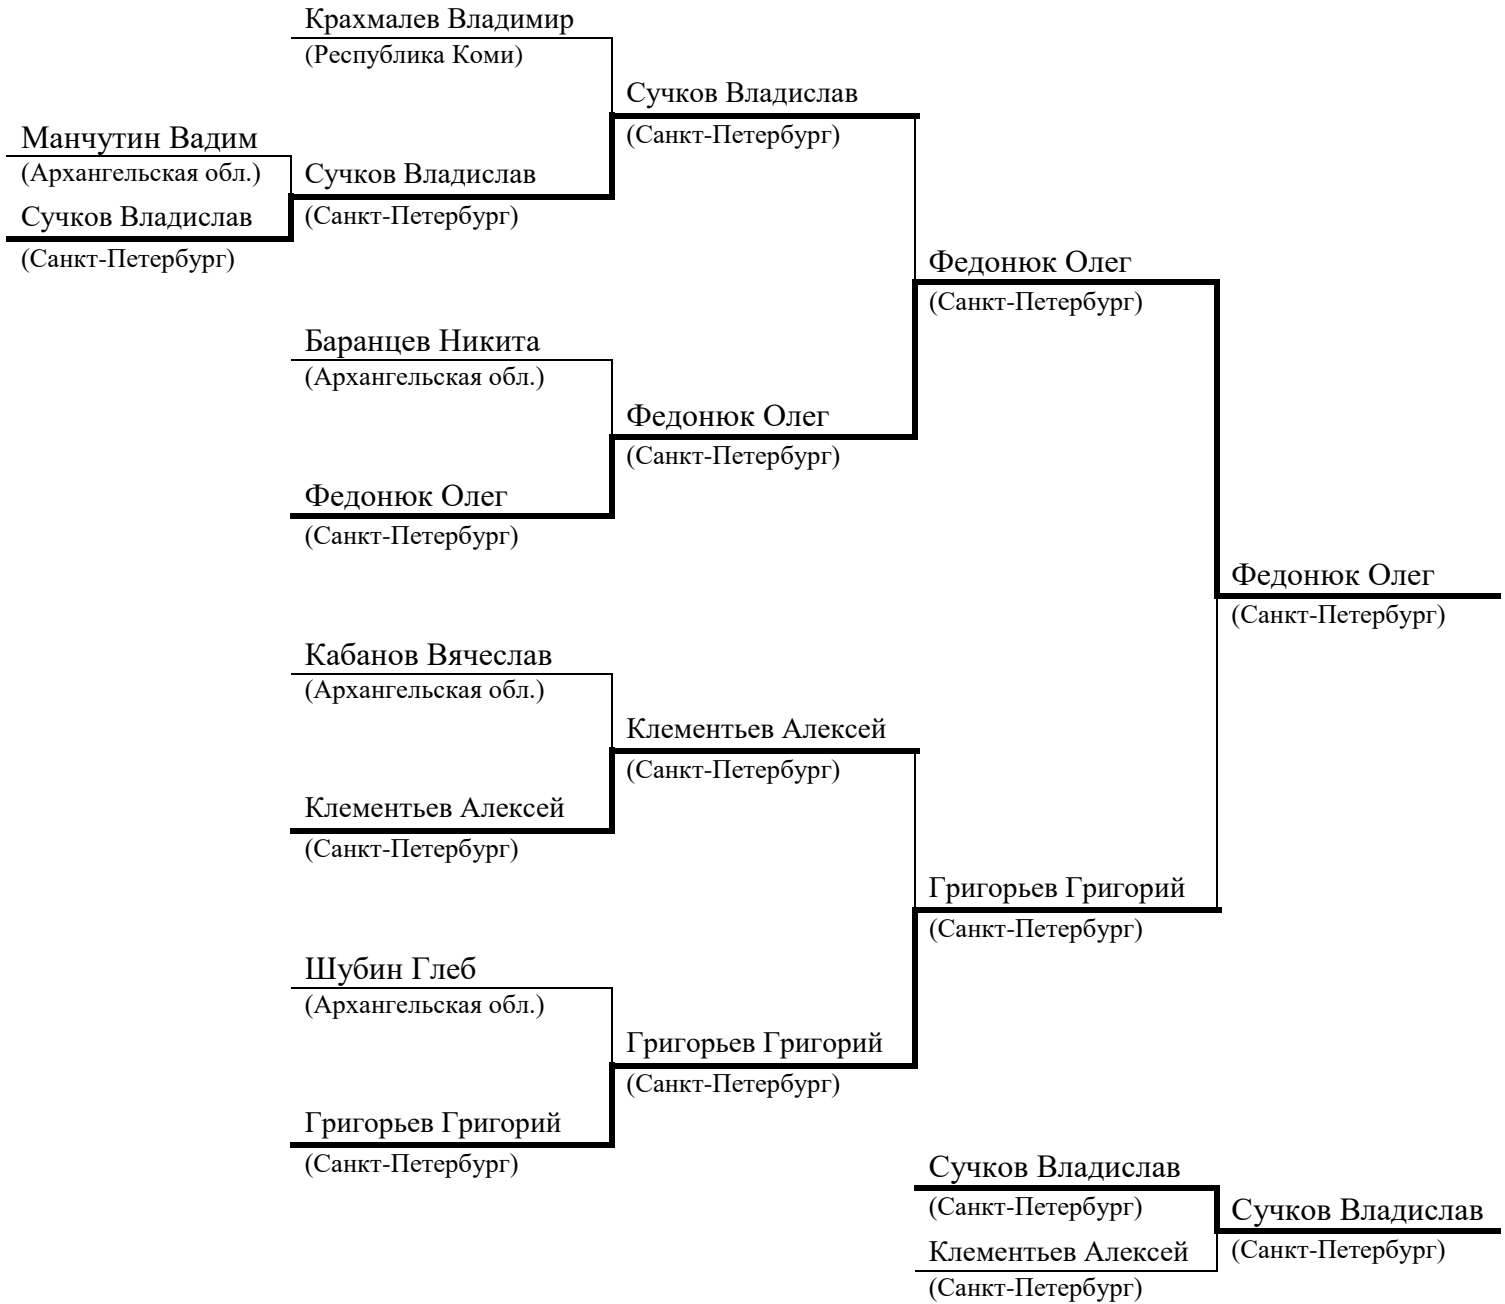 Крахмалев Владимир
(Республика Коми)
Сучков Владислав
(Санкт-Петербург)
Манчутин Вадим
(Архангельская обл.)
Сучков Владислав
(Санкт-Петербург)
Сучков Владислав
(Санкт-Петербург)
Федонюк Олег
(Санкт-Петербург)
Баранцев Никита
(Архангельская обл.)
Федонюк Олег
(Санкт-Петербург)
Федонюк Олег
(Санкт-Петербург)
Федонюк Олег
(Санкт-Петербург)
Кабанов Вячеслав
(Архангельская обл.)
Клементьев Алексей
(Санкт-Петербург)
Клементьев Алексей
(Санкт-Петербург)
Григорьев Григорий
(Санкт-Петербург)
Шубин Глеб
(Архангельская обл.)
Григорьев Григорий
(Санкт-Петербург)
Григорьев Григорий
(Санкт-Петербург)
Сучков Владислав
(Санкт-Петербург)
Сучков Владислав
(Санкт-Петербург)
Клементьев Алексей
(Санкт-Петербург)